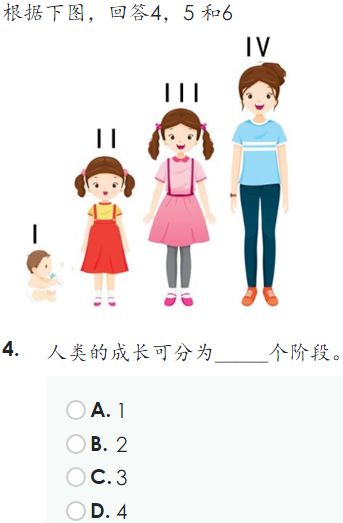 根据下图，回答4，5 和6
IV
III
II
I
4. 人类的成长可分为_____个阶段。
A. 1
B. 2
C. 3
D. 4